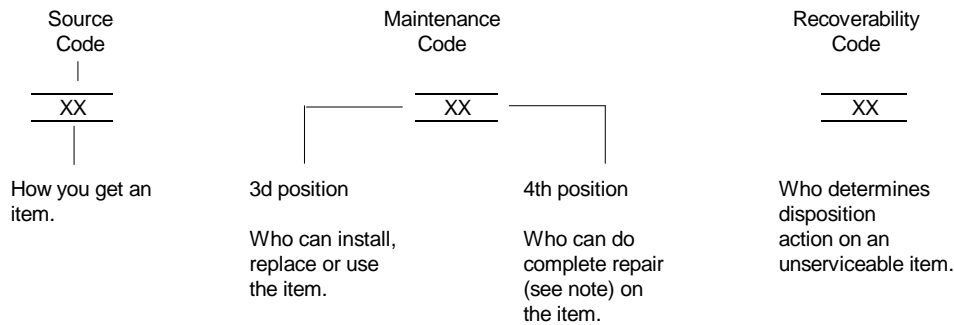 Source
Code
Maintenance
Code
Recoverability
Code
XX
XX
XX
How you get an
item.
3d position
Who can install,
replace or use
the item.
4th position
Who can do
complete repair
(see note) on
the item.
Who determines
disposition
action on an
unserviceable item.